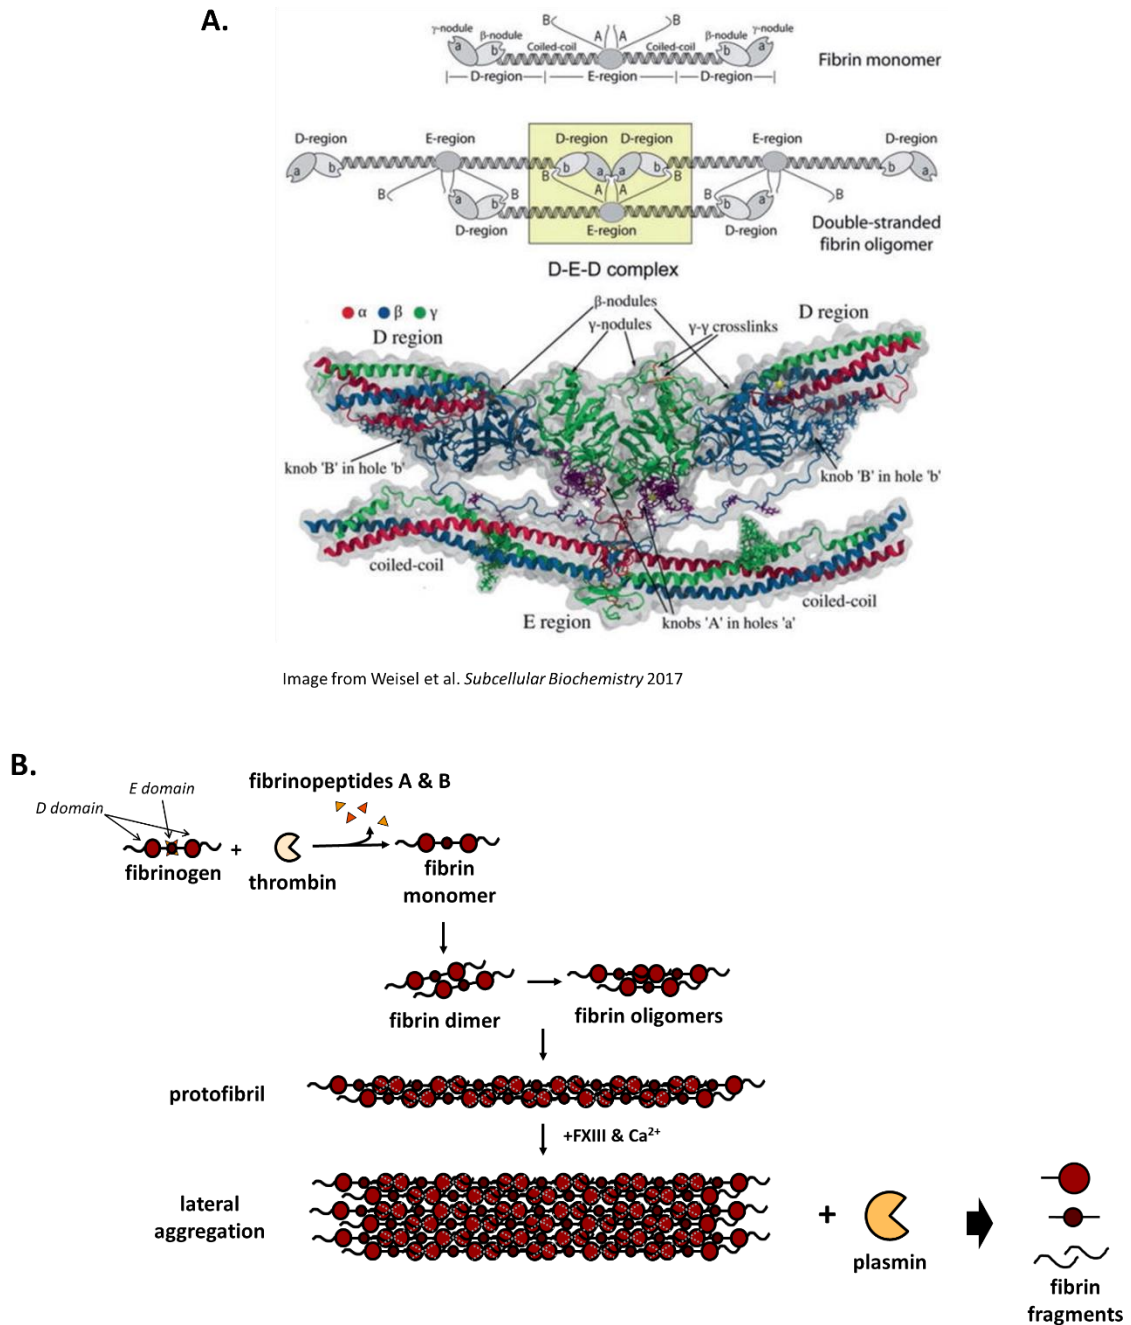 A.
γ-nodule
β-nodule
a
b
Coiled-coil
B
A
A
B
Coiled-coil
β-nodule
γ-nodule
b
a
Fibrin monomer
D-region
E-region
D-region
D-region
E-region
D-region
D-region
E-region
D-region
a
b
b
a
a
b
b
a
B
B
B
A
A
B
B
B
a
b
b
a
D-region
E-region
D-region
Double-stranded
fibrin oligomer
D-E-D complex
α
β
γ
β-nodules
γ-nodules
γ-γ crosslinks
D region
D region
knob 'B' in hole 'b'
knob 'B' in hole 'b'
coiled-coil
coiled-coil
E region
knobs 'A' in holes 'a'
Image from Weisel et al. Subcellular Biochemistry 2017
B.
fibrinopeptides A & B
E domain
D domain
fibrinogen
+
thrombin
fibrin
monomer
fibrin dimer
fibrin oligomers
protofibril
+FXIII & Ca²⁺
lateral
aggregation
+
plasmin
fibrin
fragments